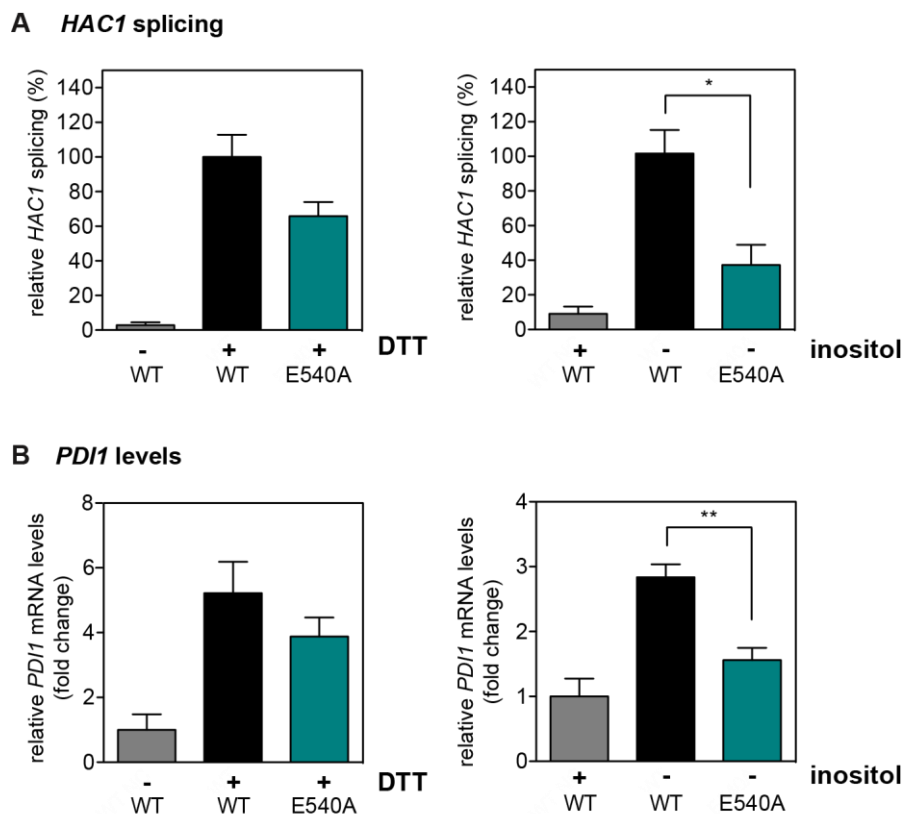 A HAC1 splicing
relative HAC1 splicing (%)
140
120
100
80
60
40
20
0
- + + DTT
WT WT E540A
relative HAC1 splicing (%)
140
120
100
80
60
40
20
0
*
+ - - inositol
WT WT E540A
B PDI1 levels
relative PDI1 mRNA levels
(fold change)
8
6
4
2
0
- + + DTT
WT WT E540A
relative PDI1 mRNA levels
(fold change)
4
3
2
1
0
**
+ - - inositol
WT WT E540A